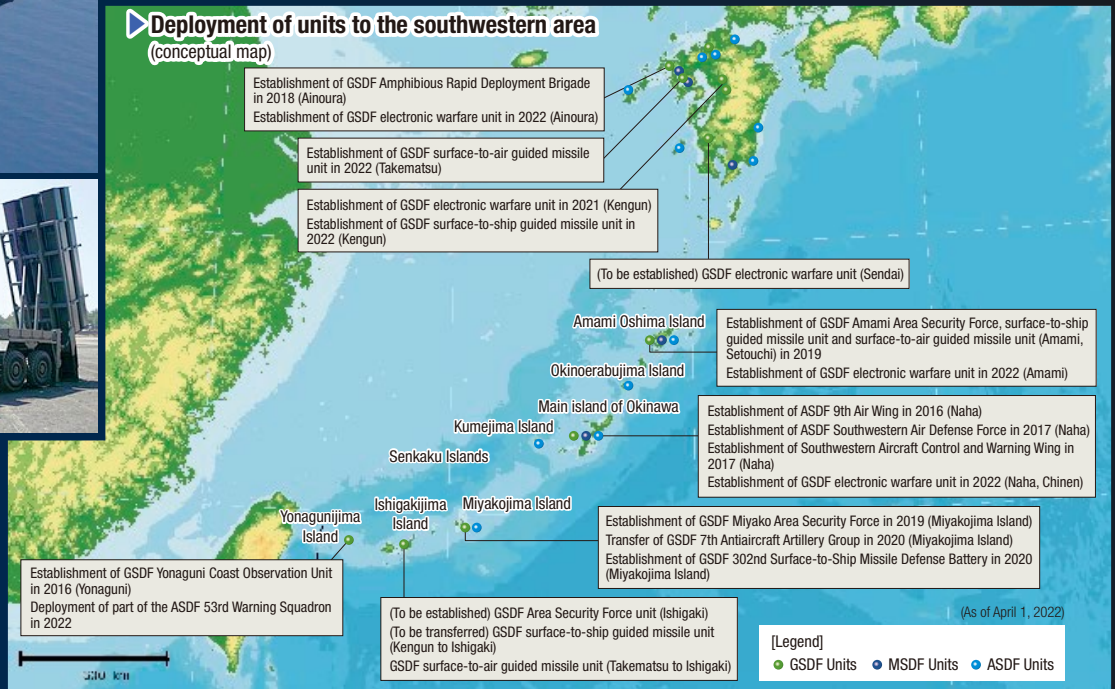 Deployment of units to the southwestern area
(conceptual map)
Establishment of GSDF Amphibious Rapid Deployment Brigade
in 2018 (Ainoura)
Establishment of GSDF electronic warfare unit in 2022 (Ainoura)
Establishment of GSDF surface-to-air guided missile
unit in 2022 (Takematsu)
Establishment of GSDF electronic warfare unit in 2021 (Kengun)
Establishment of GSDF surface-to-ship guided missile unit in
2022 (Kengun)
(To be established) GSDF electronic warfare unit (Sendai)
Amami Oshima Island
Establishment of GSDF Amami Area Security Force, surface-to-ship
guided missile unit and surface-to-air guided missile unit (Amami,
Setouchi) in 2019
Establishment of GSDF electronic warfare unit in 2022 (Amami)
Okinoerabujima Island
Main island of Okinawa
Kumejima Island
Senkaku Islands
Establishment of ASDF 9th Air Wing in 2016 (Naha)
Establishment of ASDF Southwestern Air Defense Force in 2017 (Naha)
Establishment of Southwestern Aircraft Control and Warning Wing in
2017 (Naha)
Establishment of GSDF electronic warfare unit in 2022 (Naha, Chinen)
Yonagunijima
Island
Ishigakijima
Island
Miyakojima Island
Establishment of GSDF Miyako Area Security Force in 2019 (Miyakojima Island)
Transfer of GSDF 7th Antiaircraft Artillery Group in 2020 (Miyakojima Island)
Establishment of GSDF 302nd Surface-to-Ship Missile Defense Battery in 2020
(Miyakojima Island)
Establishment of GSDF Yonaguni Coast Observation Unit
in 2016 (Yonaguni)
Deployment of part of the ASDF 53rd Warning Squadron
in 2022
(To be established) GSDF Area Security Force unit (Ishigaki)
(To be transferred) GSDF surface-to-ship guided missile unit
(Kengun to Ishigaki)
GSDF surface-to-air guided missile unit (Takematsu to Ishigaki)
(As of April 1, 2022)
[Legend]
GSDF Units MSDF Units ASDF Units
km